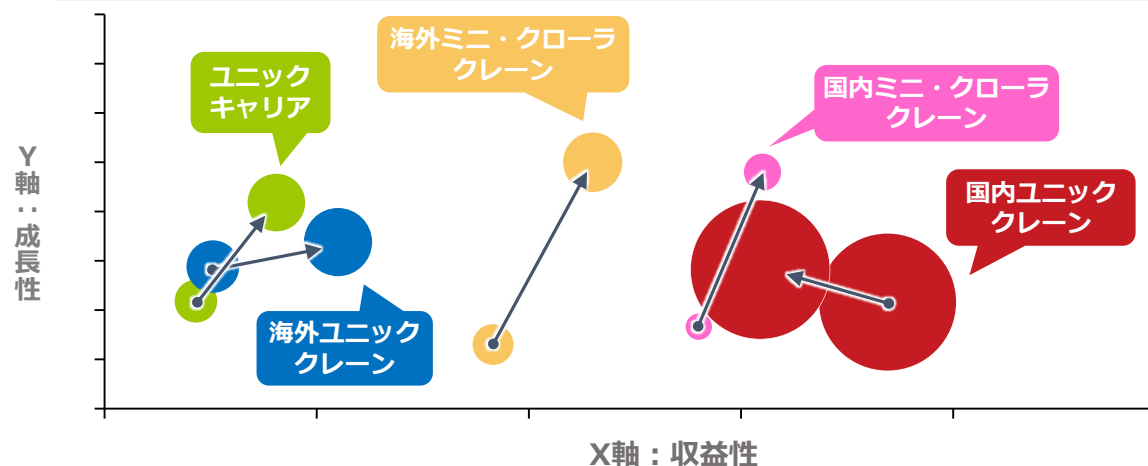 海外ミニ・クローラ
クレーン
ユニック
キャリア
国内ミニ・クローラ
クレーン
国内ユニック
クレーン
海外ユニック
クレーン
Y軸：成長性
X軸：収益性